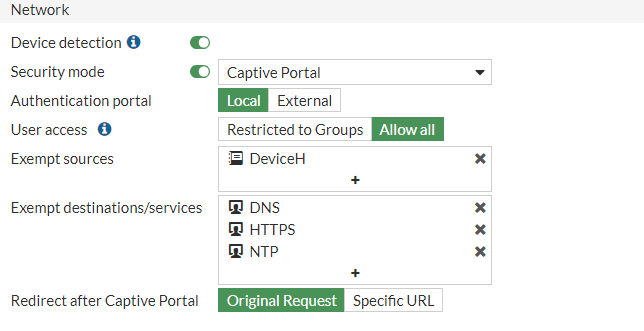 Network
Device detection
Security mode Captive Portal
Authentication portal Local External
User access Restricted to Groups Allow all
Exempt sources DeviceH
+
Exempt destinations/services DNS
HTTPS
NTP
+
Redirect after Captive Portal Original Request Specific URL